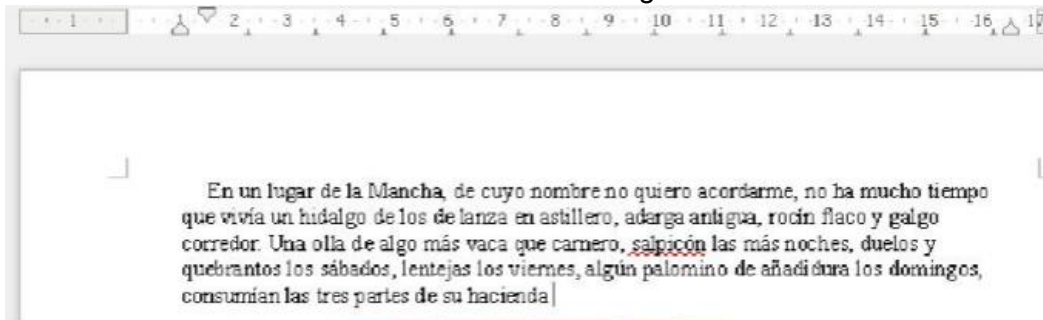 1 2 3 4 5 6 7 8 9 10 11 12 13 14 15 16 17
En un lugar de la Mancha, de cuyo nombre no quiero acordarme, no ha mucho tiempo
que vivía un hidalgo de los de lanza en astillero, adarga antigua, rocín flaco y galgo
corredor. Una olla de algo más vaca que carnero, salpicón las más noches, duelos y
quebrantos los sábados, lentejas los viernes, algún palomino de añadidura los domingos,
consumían las tres partes de su hacienda